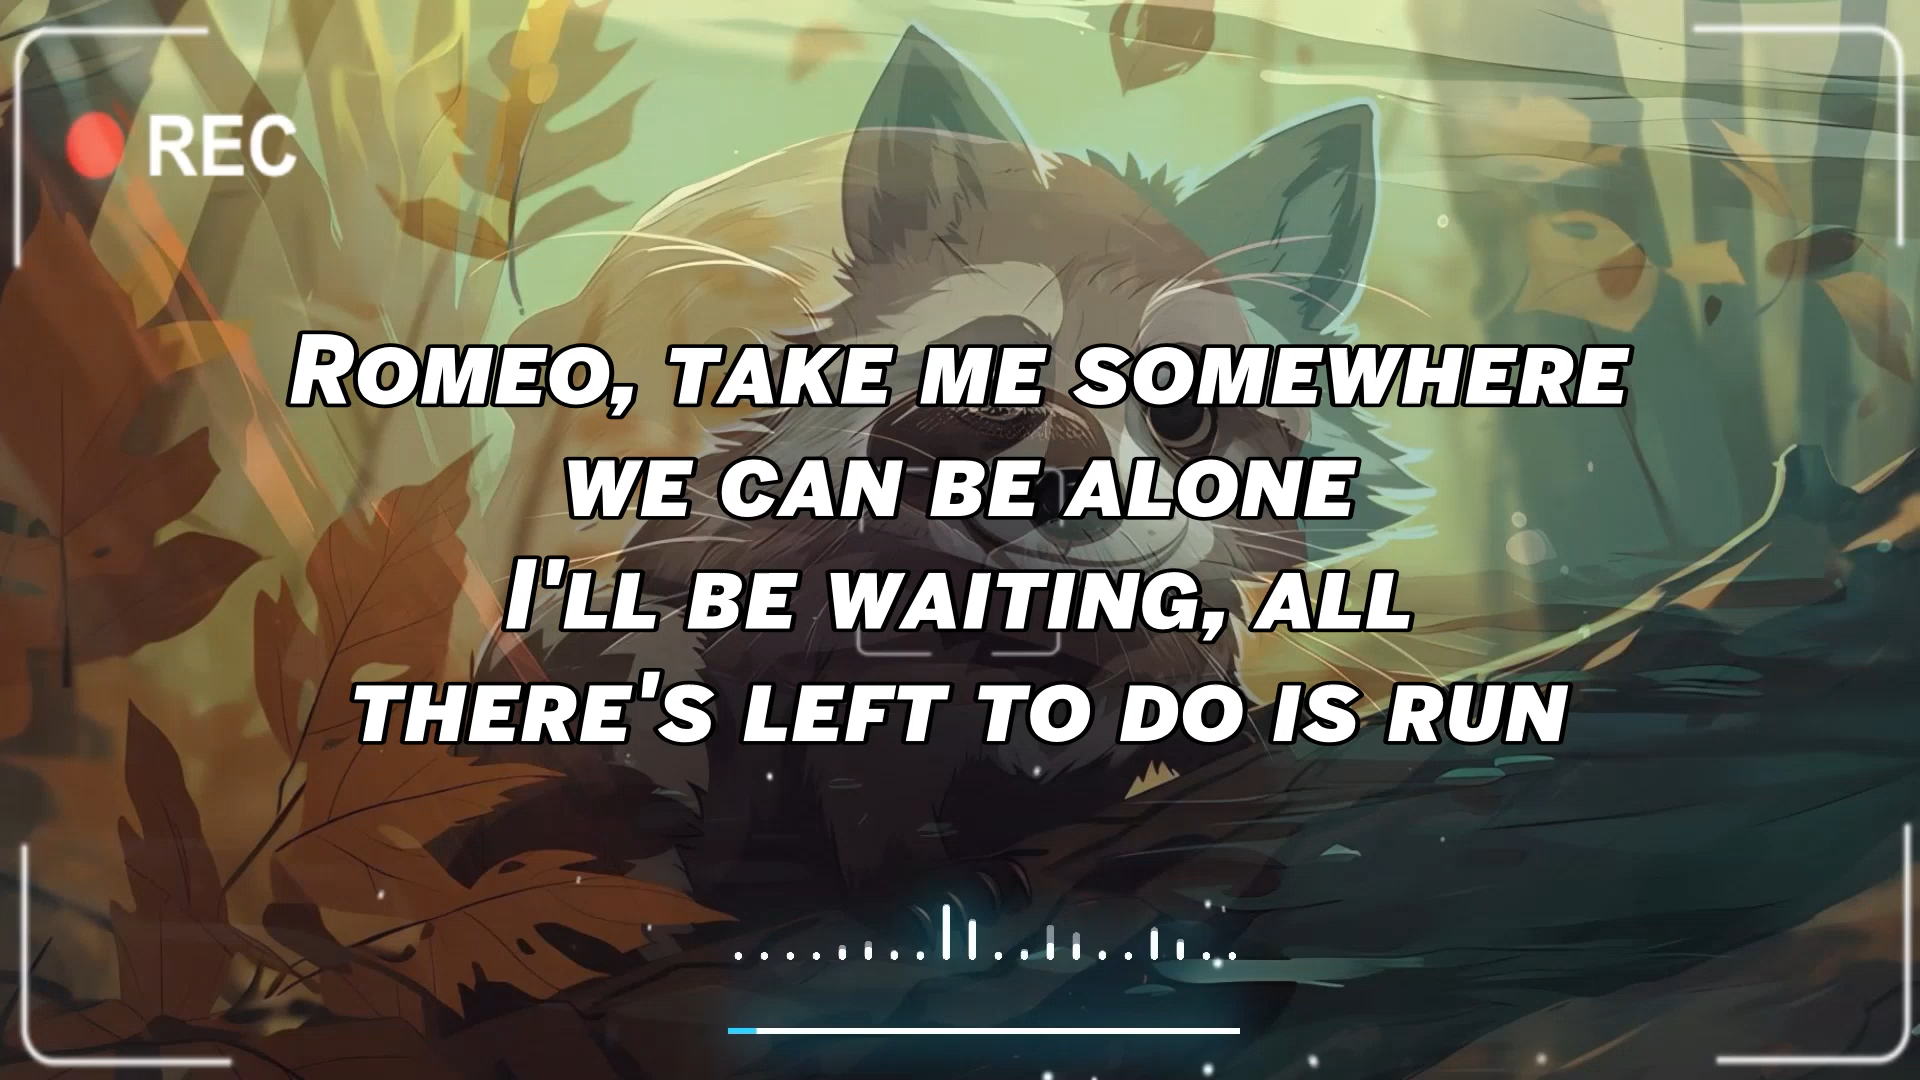 REC
Romeo, take me somewhere
we can be alone
I'll be waiting, all
there's left to do is run